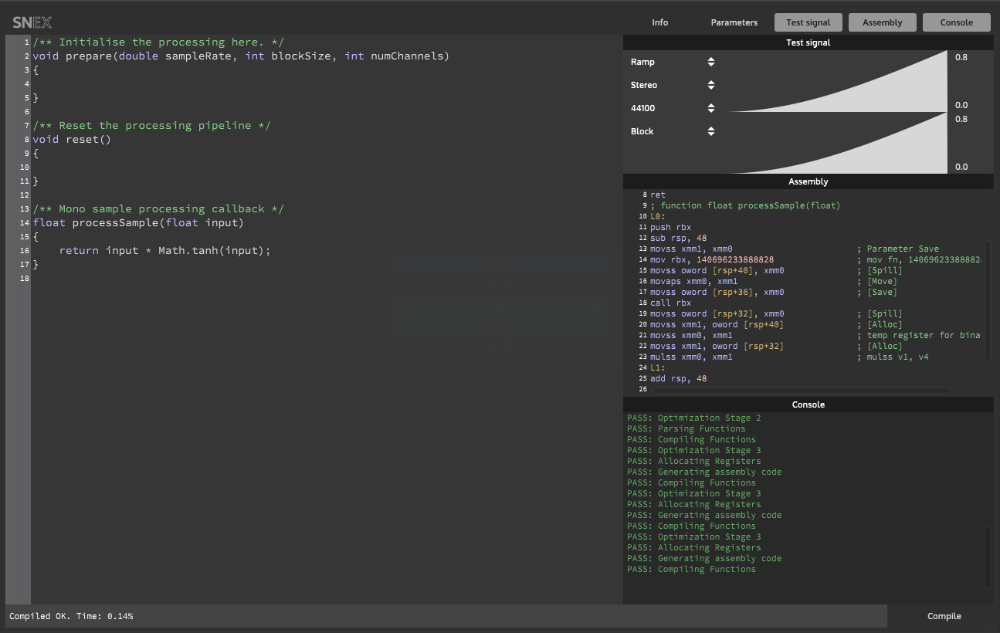 SNEX
Info
Parameters
Test signal
Assembly
Console
1 /** Initialise the processing here. */
2 void prepare(double sampleRate, int blockSize, int numChannels)
3 {
4
5 }
6
7 /** Reset the processing pipeline */
8 void reset()
9 {
10
11 }
12
13 /** Mono sample processing callback */
14 float processSample(float input)
15 {
16 return input * Math.tanh(input);
17 }
18
Test signal
Ramp
Stereo
44100
Block
0.8
0.0
0.8
0.0
Assembly
8 ret
9 ; function float processSample(float)
10 L0:
11 push rbx
12 sub rsp, 48
13 movss xmm1, xmm0 ; Parameter Save
14 mov rbx, 140696233888828 ; mov fn, 14069623388882
15 movss oword [rsp+40], xmm0 ; [Spill]
16 movaps xmm0, xmm1 ; [Move]
17 movss oword [rsp+36], xmm0 ; [Save]
18 call rbx
19 movss oword [rsp+32], xmm0 ; [Spill]
20 movss xmm1, oword [rsp+40] ; [Alloc]
21 movss xmm0, xmm1 ; temp register for bina
22 movss xmm1, oword [rsp+32] ; [Alloc]
23 mulss xmm0, xmm1 ; mulss v1, v4
24 L1:
25 add rsp, 48
26
Console
PASS: Optimization Stage 2
PASS: Parsing Functions
PASS: Compiling Functions
PASS: Optimization Stage 3
PASS: Allocating Registers
PASS: Generating assembly code
PASS: Compiling Functions
PASS: Optimization Stage 3
PASS: Allocating Registers
PASS: Generating assembly code
PASS: Compiling Functions
PASS: Optimization Stage 3
PASS: Allocating Registers
PASS: Generating assembly code
PASS: Compiling Functions
Compiled OK. Time: 0.14%
Compile